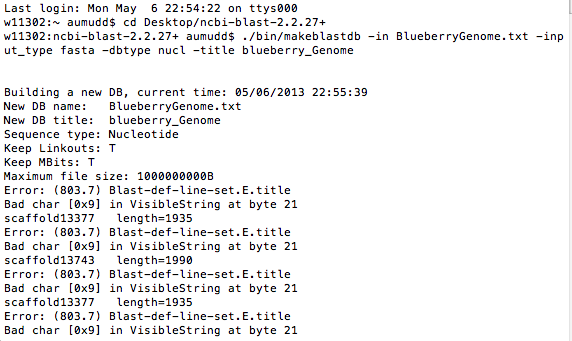 Last login: Mon May  6 22:54:22 on ttys000
w11302:~ aumudd$ cd Desktop/ncbi-blast-2.2.27+
w11302:ncbi-blast-2.2.27+ aumudd$ ./bin/makeblastdb -in BlueberryGenome.txt -inp
ut_type fasta -dbtype nucl -title blueberry_Genome
Building a new DB, current time: 05/06/2013 22:55:39
New DB name:   BlueberryGenome.txt
New DB title:  blueberry_Genome
Sequence type: Nucleotide
Keep Linkouts: T
Keep MBits: T
Maximum file size: 1000000000B
Error: (803.7) Blast-def-line-set.E.title
Bad char [0x9] in VisibleString at byte 21
scaffold13377   length=1935
Error: (803.7) Blast-def-line-set.E.title
Bad char [0x9] in VisibleString at byte 21
scaffold13743   length=1990
Error: (803.7) Blast-def-line-set.E.title
Bad char [0x9] in VisibleString at byte 21
scaffold13377   length=1935
Error: (803.7) Blast-def-line-set.E.title
Bad char [0x9] in VisibleString at byte 21